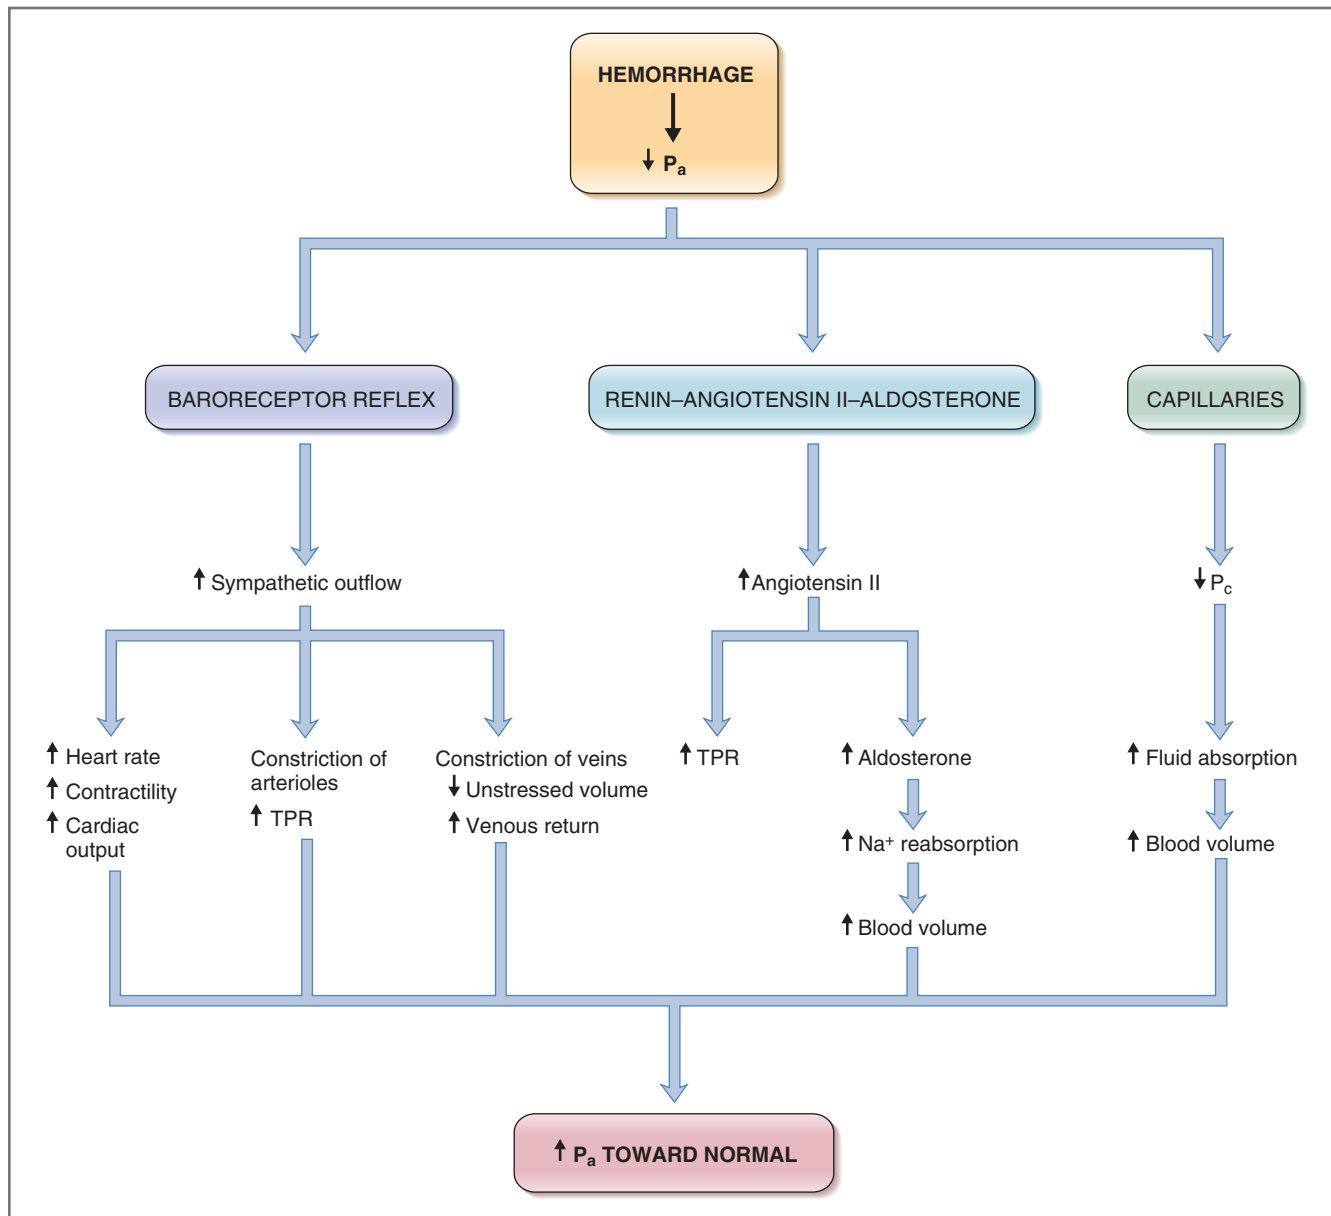 HEMORRHAGE
↓ Pa
BARORECEPTOR REFLEX
RENIN–ANGIOTENSIN II–ALDOSTERONE
CAPILLARIES
↑ Sympathetic outflow
↑ Angiotensin II
↓ Pc
↑ Heart rate
↑ Contractility
↑ Cardiac
output
Constriction of
arterioles
↑ TPR
Constriction of veins
↓ Unstressed volume
↑ Venous return
↑ TPR
↑ Aldosterone
↑ Na⁺ reabsorption
↑ Blood volume
↑ Fluid absorption
↑ Blood volume
↑ Pa TOWARD NORMAL